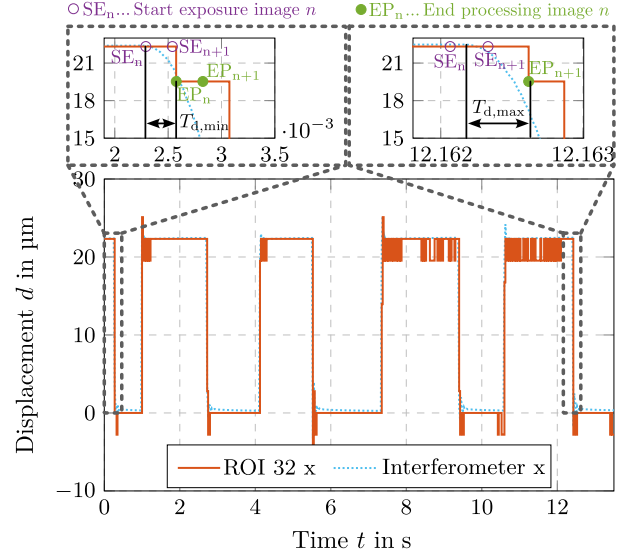 SEₙ... Start exposure image n
EPₙ... End processing image n
21
18
15
SEₙ
SEₙ₊₁
EPₙ
EPₙ₊₁
T_d,min
2
2.5
3
3.5
·10⁻³
21
18
15
SEₙ
SEₙ₊₁
EPₙ₊₁
T_d,max
12.162
12.163
Displacement d in µm
30
20
10
0
−10
ROI 32 x
Interferometer x
0
2
4
6
8
10
12
Time t in s